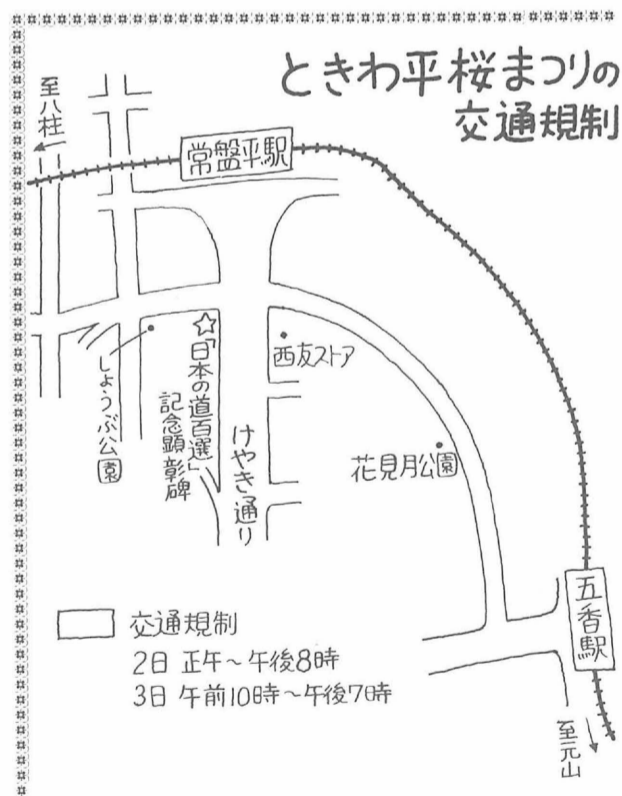 ときわ平桜まつりの
交通規制
至八柱
常盤平駅
西友ストア
しょうぶ公園
「日本の道百選」
記念顕彰碑
けやき通り
花見月公園
五香駅
至元山
交通規制
2日 正午～午後8時
3日 午前10時～午後7時